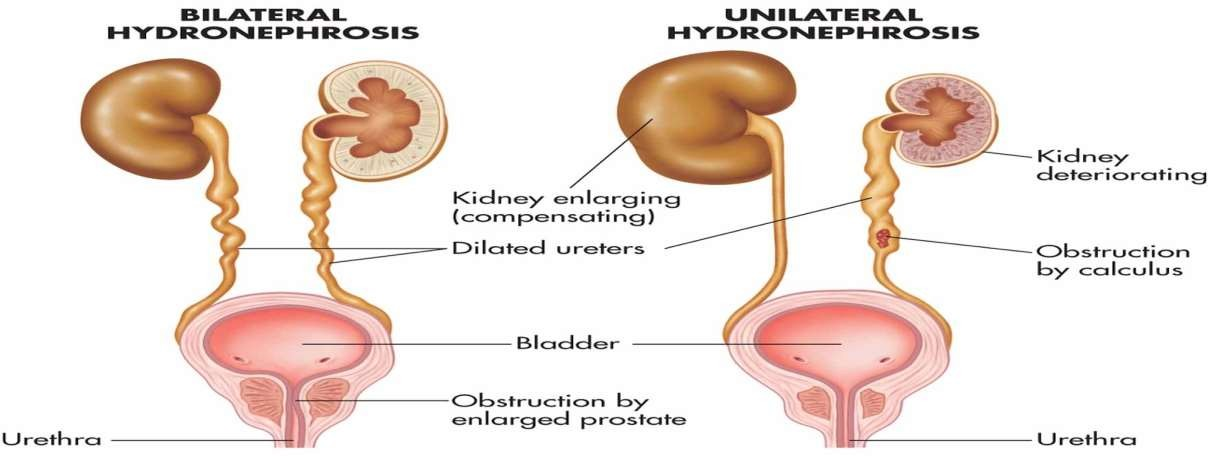 BILATERAL
HYDRONEPHROSIS
UNILATERAL
HYDRONEPHROSIS
Kidney enlarging
(compensating)
Dilated ureters
Kidney
deteriorating
Obstruction
by calculus
Bladder
Obstruction by
enlarged prostate
Urethra
Urethra